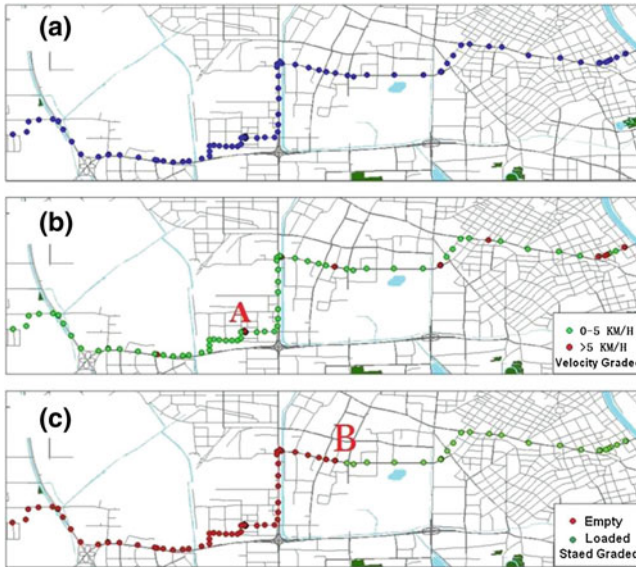 (a)
(b)
A
0-5 KM/H
>5 KM/H
Velocity Graded
(c)
B
Empty
Loaded
Staed Graded